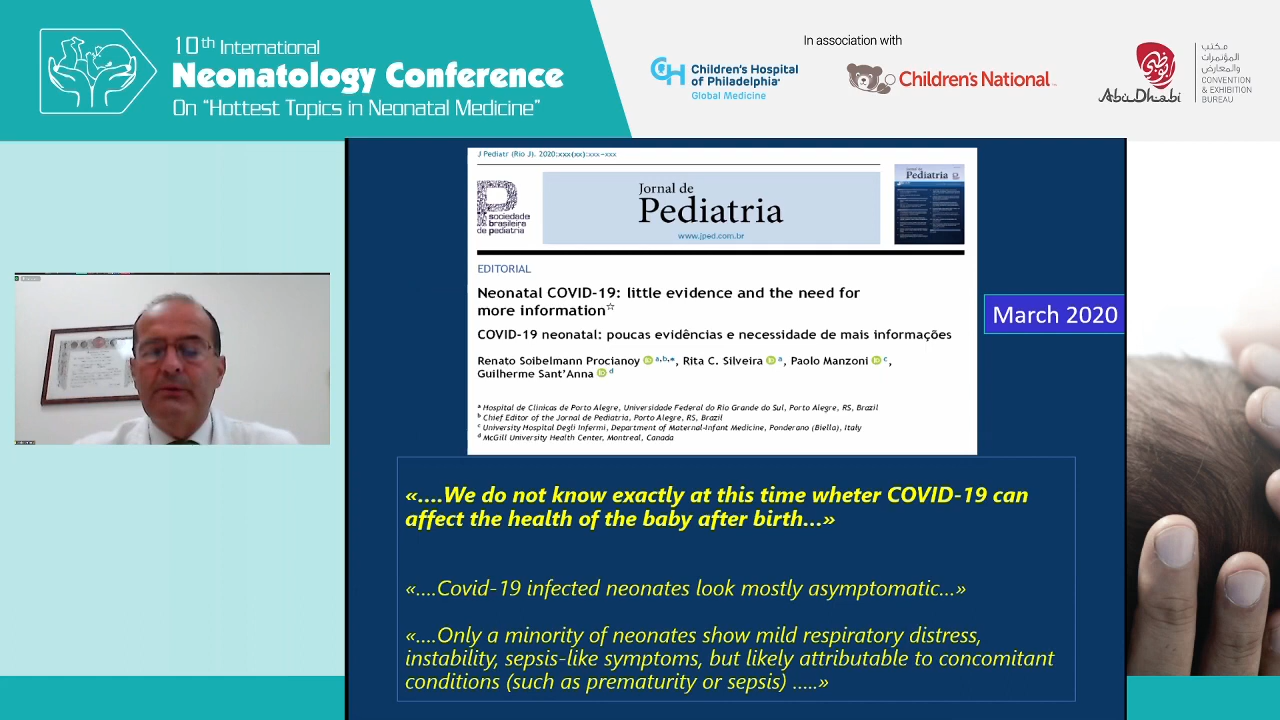 10th International
Neonatology Conference
On "Hottest Topics in Neonatal Medicine"
In association with
Children's Hospital
of Philadelphia
Global Medicine
Children's National
Abu Dhabi
مكتب
المؤتمرات
والمعارض
CONVENTION
& EXHIBITION
BUREAU
J Pediatr (Rio J). 2020;xxx(xx):xxx-xxx
sociedade
brasileira
de pediatria
Jornal de
Pediatria
www.jped.com.br
Pediatria
EDITORIAL
Neonatal COVID-19: little evidence and the need for
more information☆
COVID-19 neonatal: poucas evidências e necessidade de mais informações
Renato Soibelmann Procianoy a,b,*, Rita C. Silveira a, Paolo Manzoni c,
Guilherme Sant'Anna d
a Hospital de Clínicas de Porto Alegre, Universidade Federal do Rio Grande do Sul, Porto Alegre, RS, Brazil
b Chief Editor of the Jornal de Pediatria, Porto Alegre, RS, Brazil
c University Hospital Degli Infermi, Department of Maternal-Infant Medicine, Ponderano (Biella), Italy
d McGill University Health Center, Montreal, Canada
March 2020
«....We do not know exactly at this time wheter COVID-19 can
affect the health of the baby after birth...»
«....Covid-19 infected neonates look mostly asymptomatic...»
«....Only a minority of neonates show mild respiratory distress,
instability, sepsis-like symptoms, but likely attributable to concomitant
conditions (such as prematurity or sepsis) .....»